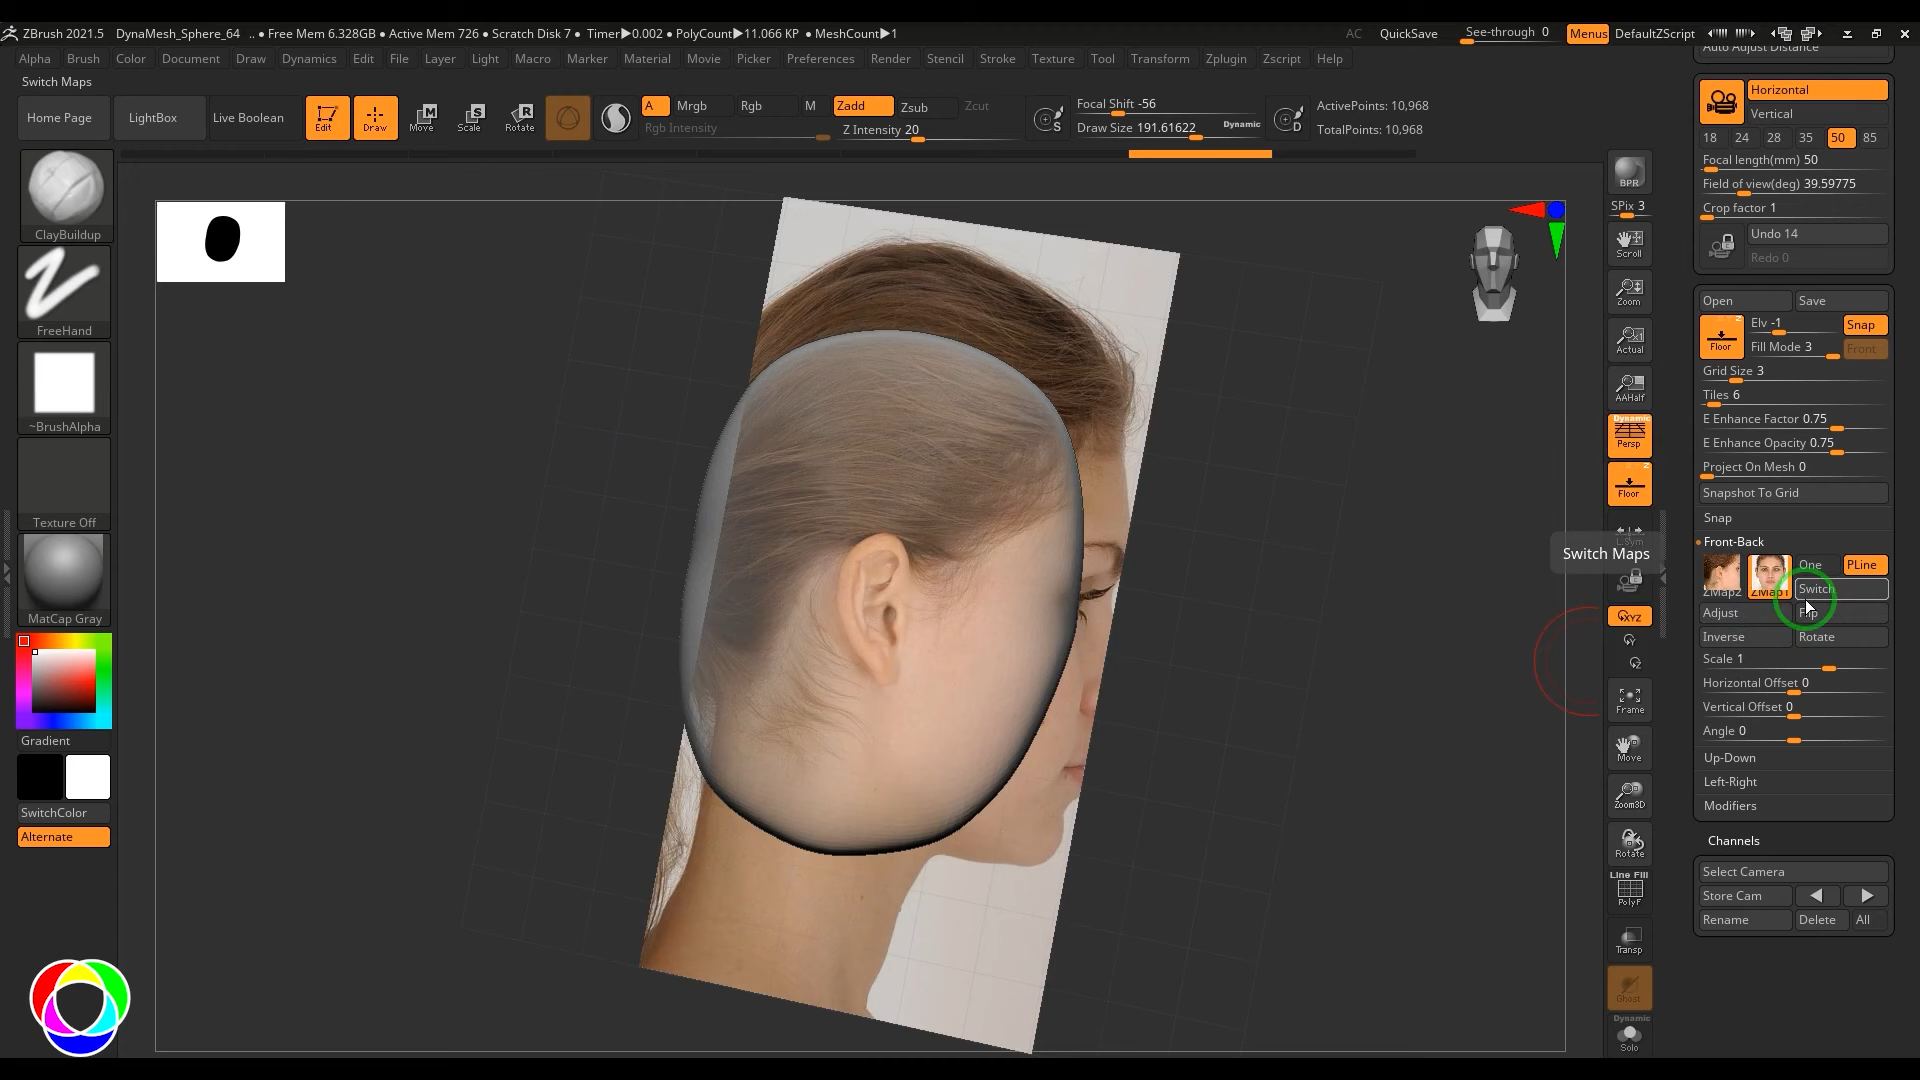 ZBrush 2021.5 DynaMesh_Sphere_64 .. ● Free Mem 6.328GB ● Active Mem 726 ● Scratch Disk 7 ● Timer▶0.002 ● PolyCount▶11.066 KP ● MeshCount▶1
AC QuickSave See-through 0 Menus DefaultZScript
Alpha Brush Color Document Draw Dynamics Edit File Layer Light Macro Marker Material Movie Picker Preferences Render Stencil Stroke Texture Tool Transform Zplugin Zscript Help
Switch Maps
Home Page LightBox Live Boolean
Edit Draw Move Scale Rotate
A Mrgb Rgb M Zadd Zsub Zcut
Rgb Intensity Z Intensity 20
S Focal Shift -56
Draw Size 191.61622 Dynamic
D ActivePoints: 10,968
TotalPoints: 10,968
ClayBuildup
FreeHand
~BrushAlpha
Texture Off
MatCap Gray
Gradient
SwitchColor
Alternate
BPR
SPix 3
Scroll
Zoom
Actual
AAHalf
Dynamic
Persp
Floor
L.Sym
Switch Maps
XYZ
Y
Z
Frame
Move
Zoom3D
Rotate
Line Fill
PolyF
Transp
Ghost
Dynamic
Solo
Auto Adjust Distance
Horizontal
Vertical
18 24 28 35 50 85
Focal length(mm) 50
Field of view(deg) 39.59775
Crop factor 1
Undo 14
Redo 0
Open Save
Floor Elv -1 Snap
Fill Mode 3 Front
Grid Size 3
Tiles 6
E Enhance Factor 0.75
E Enhance Opacity 0.75
Project On Mesh 0
Snapshot To Grid
Snap
Front-Back
One PLine
ZMap2 ZMap1 Switch
Adjust Flip
Inverse Rotate
Scale 1
Horizontal Offset 0
Vertical Offset 0
Angle 0
Up-Down
Left-Right
Modifiers
Channels
Select Camera
Store Cam
Rename Delete All